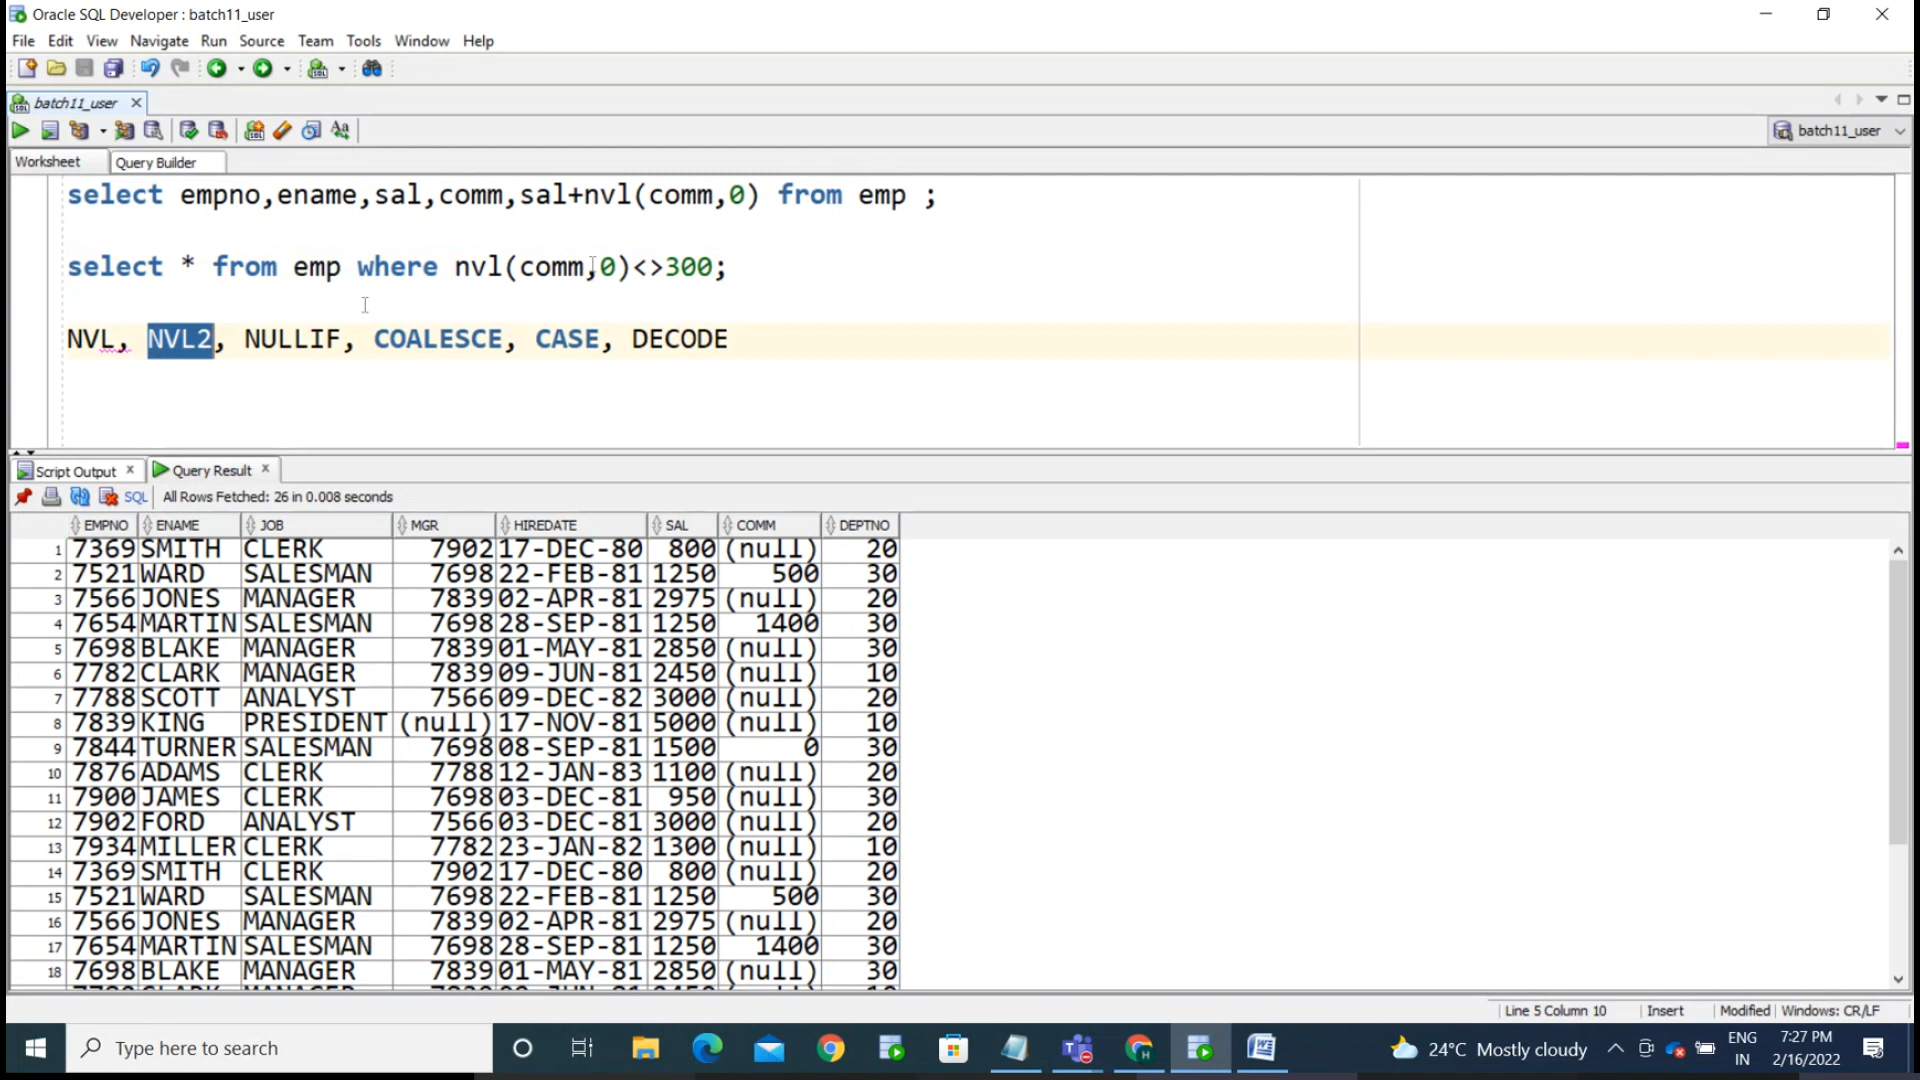 Oracle SQL Developer : batch11_user
File Edit View Navigate Run Source Team Tools Window Help
batch11_user
batch11_user
Worksheet Query Builder
select empno,ename,sal,comm,sal+nvl(comm,0) from emp ;
select * from emp where nvl(comm,0)<>300;
NVL, NVL2, NULLIF, COALESCE, CASE, DECODE
Script Output Query Result
SQL All Rows Fetched: 26 in 0.008 seconds
EMPNO ENAME JOB MGR HIREDATE SAL COMM DEPTNO
1 7369 SMITH CLERK 7902 17-DEC-80 800 (null) 20
2 7521 WARD SALESMAN 7698 22-FEB-81 1250 500 30
3 7566 JONES MANAGER 7839 02-APR-81 2975 (null) 20
4 7654 MARTIN SALESMAN 7698 28-SEP-81 1250 1400 30
5 7698 BLAKE MANAGER 7839 01-MAY-81 2850 (null) 30
6 7782 CLARK MANAGER 7839 09-JUN-81 2450 (null) 10
7 7788 SCOTT ANALYST 7566 09-DEC-82 3000 (null) 20
8 7839 KING PRESIDENT (null) 17-NOV-81 5000 (null) 10
9 7844 TURNER SALESMAN 7698 08-SEP-81 1500 0 30
10 7876 ADAMS CLERK 7788 12-JAN-83 1100 (null) 20
11 7900 JAMES CLERK 7698 03-DEC-81 950 (null) 30
12 7902 FORD ANALYST 7566 03-DEC-81 3000 (null) 20
13 7934 MILLER CLERK 7782 23-JAN-82 1300 (null) 10
14 7369 SMITH CLERK 7902 17-DEC-80 800 (null) 20
15 7521 WARD SALESMAN 7698 22-FEB-81 1250 500 30
16 7566 JONES MANAGER 7839 02-APR-81 2975 (null) 20
17 7654 MARTIN SALESMAN 7698 28-SEP-81 1250 1400 30
18 7698 BLAKE MANAGER 7839 01-MAY-81 2850 (null) 30
Line 5 Column 10 Insert Modified Windows: CR/LF
Type here to search 24°C Mostly cloudy ENG 7:27 PM
IN 2/16/2022